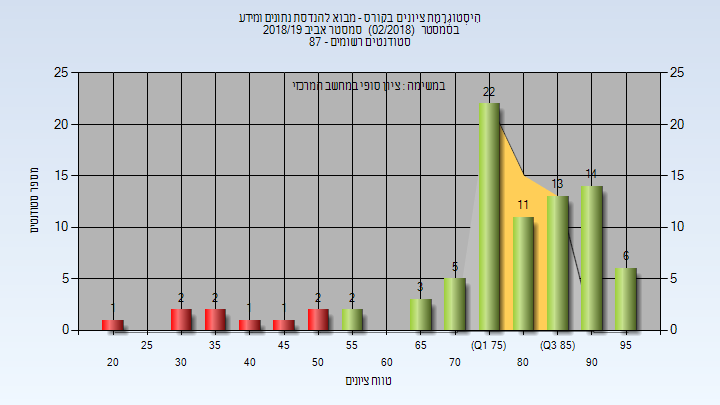 היסטוגרמת ציונים בקורס - מבוא להנדסת נתונים ומידע
בסמסטר (02/2018) סמסטר אביב 2018/19
סטודנטים רשומים - 87
במשימה : ציון סופי במחשב המרכזי
מספר סטודנטים
25 25
20 20
15 15
10 10
5 5
0 0
1 2 2 1 1 2 2 3 5 22 11 13 14 6
25 35 45 55 65 (Q1 75) (Q3 85) 95
20 30 40 50 60 70 80 90
טווח ציונים